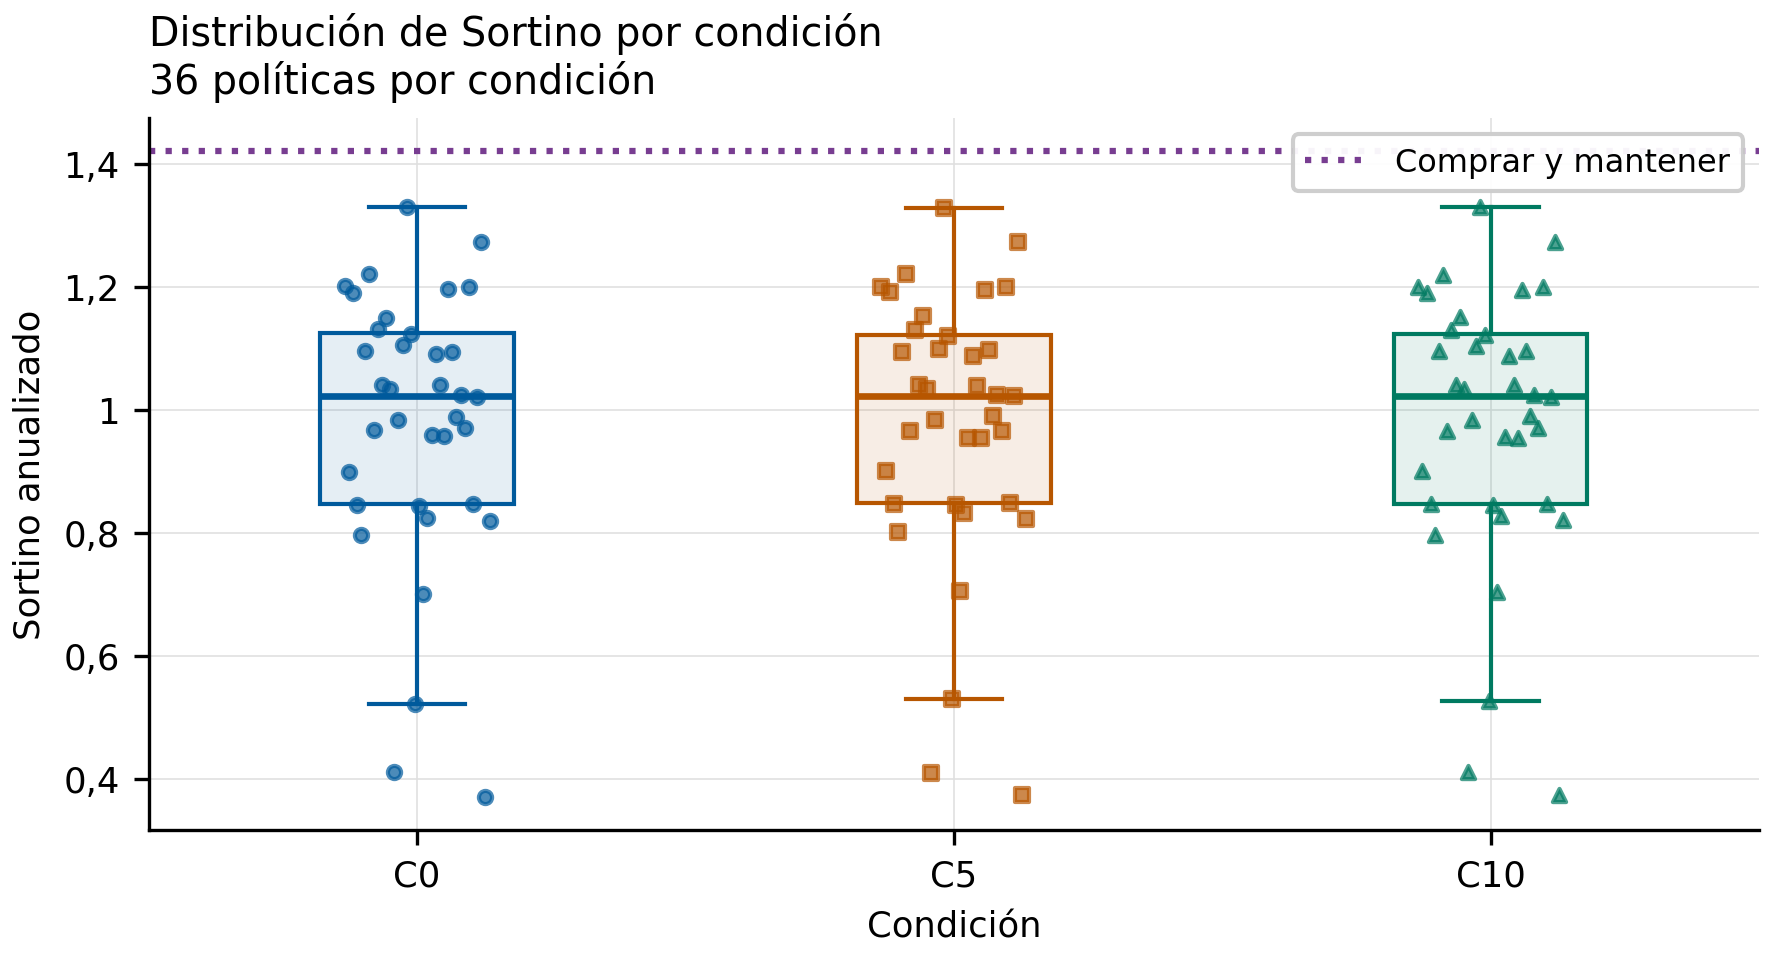 Distribución de Sortino por condición
36 políticas por condición
Comprar y mantener
Sortino anualizado
1,4
1,2
1
0,8
0,6
0,4
C0
C5
C10
Condición